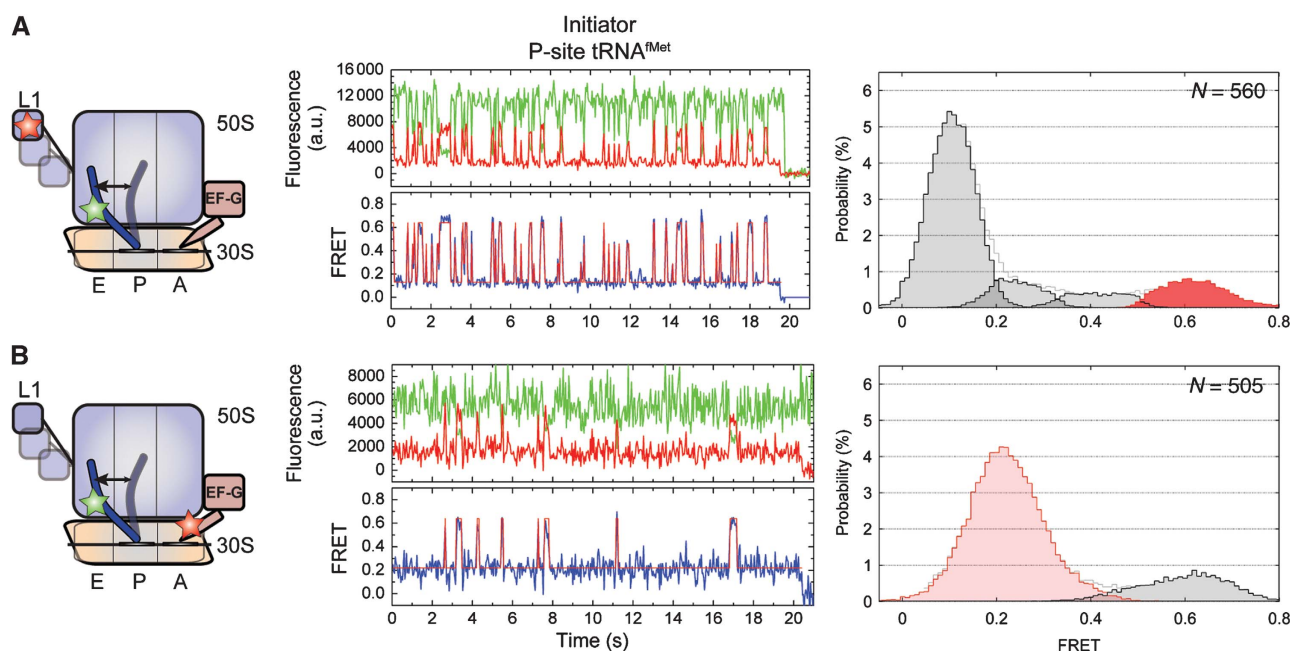 A
Initiator
P-site tRNAfMet
L1
50S
EF-G
30S
E P A
Fluorescence
(a.u.)
16 000
12 000
8000
4000
0
FRET
0.8
0.6
0.4
0.2
0.0
0 2 4 6 8 10 12 14 16 18 20
Probability (%)
6
5
4
3
2
1
0
N = 560
0 0.2 0.4 0.6 0.8
B
L1
50S
EF-G
30S
E P A
Fluorescence
(a.u.)
8000
6000
4000
2000
0
FRET
0.8
0.6
0.4
0.2
0.0
0 2 4 6 8 10 12 14 16 18 20
Time (s)
Probability (%)
6
5
4
3
2
1
0
N = 505
0 0.2 0.4 0.6 0.8
FRET